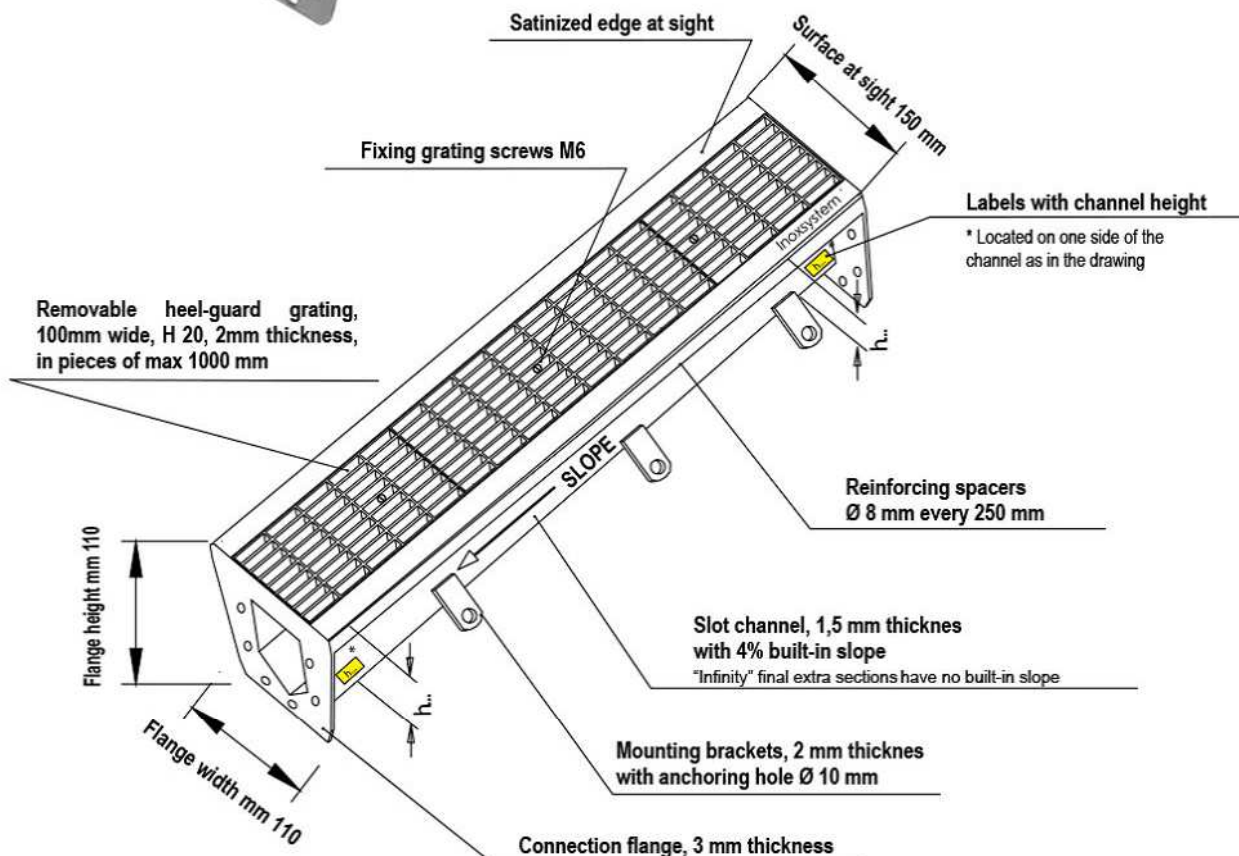 Satinized edge at sight
Surface at sight 150 mm
Fixing grating screws M6
Labels with channel height
* Located on one side of the
channel as in the drawing
Inoxsystem
h...
h...
Removable heel-guard grating,
100mm wide, H 20, 2mm thickness,
in pieces of max 1000 mm
SLOPE
Reinforcing spacers
Ø 8 mm every 250 mm
Flange height mm 110
Slot channel, 1,5 mm thicknes
with 4% built-in slope
"Infinity" final extra sections have no built-in slope
*
h...
h...
Flange width mm 110
Mounting brackets, 2 mm thicknes
with anchoring hole Ø 10 mm
Connection flange, 3 mm thickness